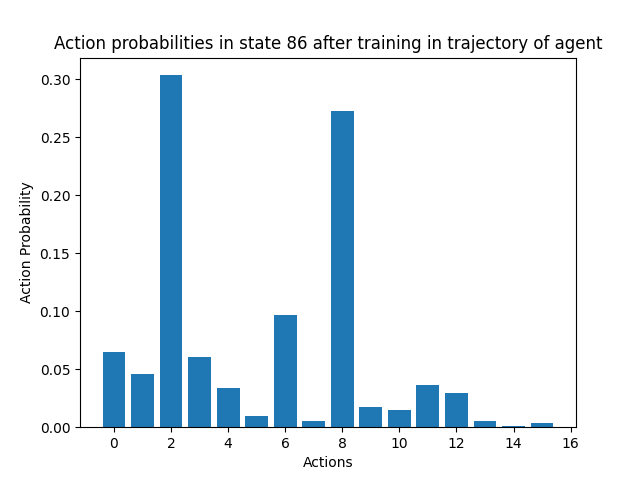 Action probabilities in state 86 after training in trajectory of agent
0.30
0.25
0.20
0.15
0.10
0.05
0.00
Action Probability
0 2 4 6 8 10 12 14 16
Actions